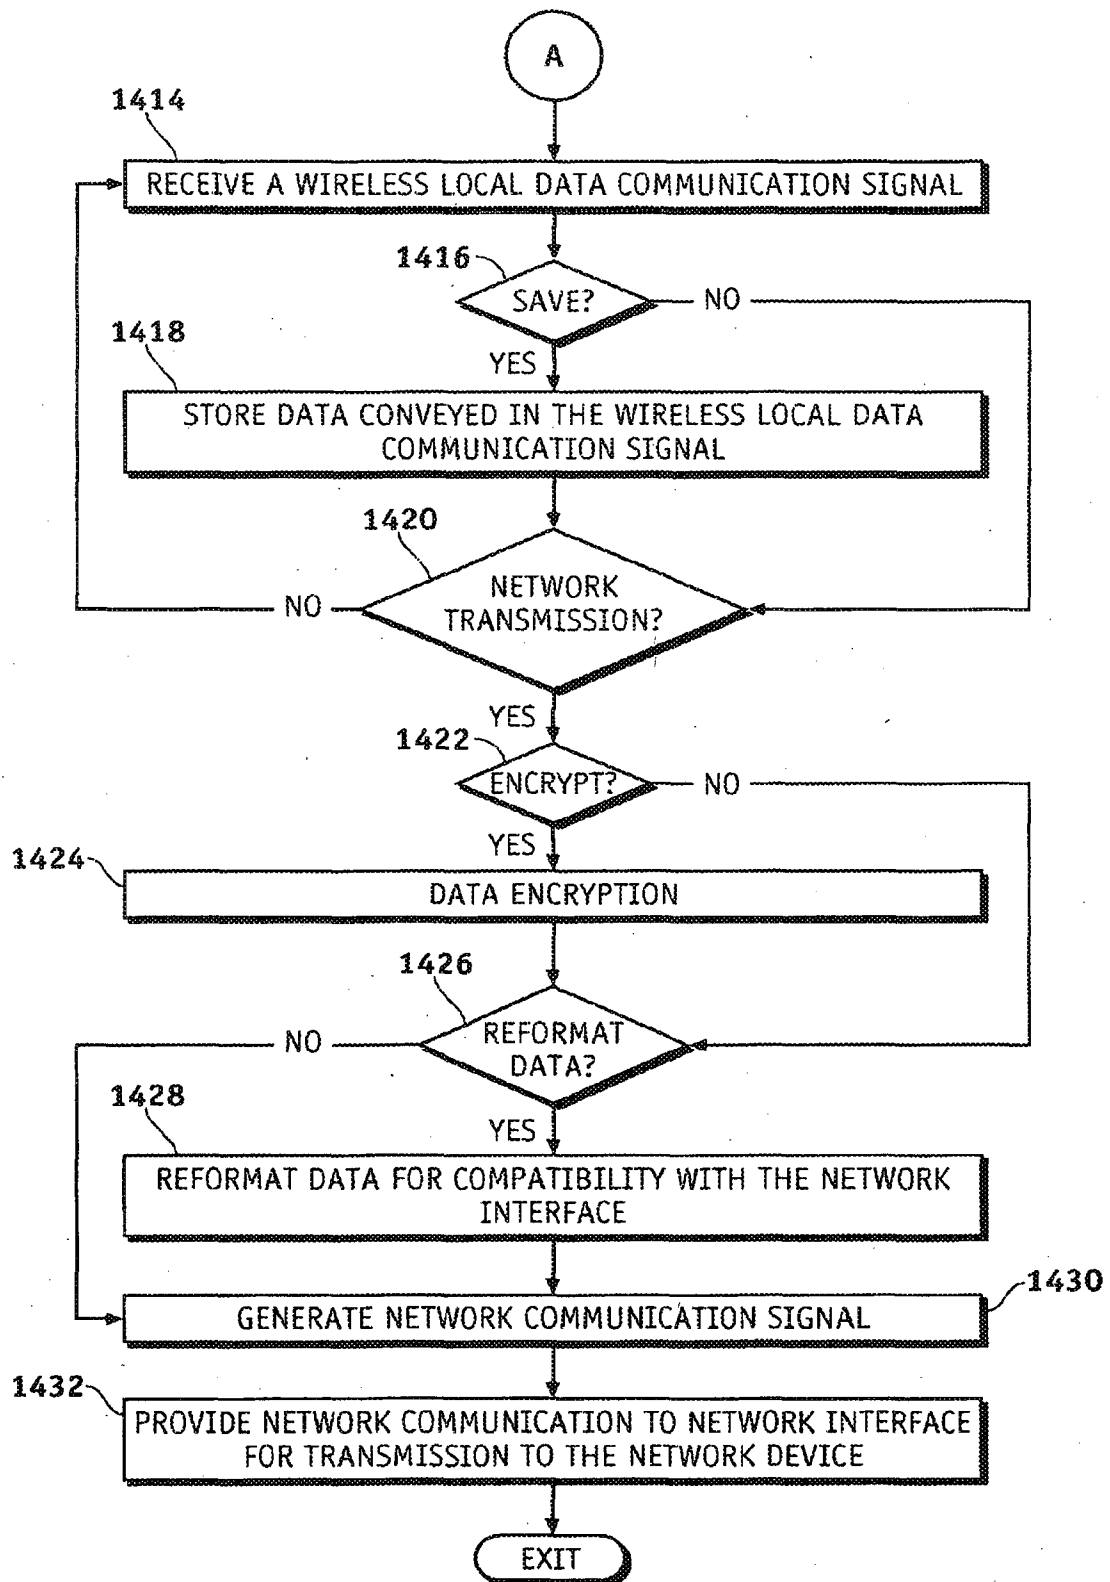 A
1414
RECEIVE A WIRELESS LOCAL DATA COMMUNICATION SIGNAL
1416
SAVE?
NO
1418
YES
STORE DATA CONVEYED IN THE WIRELESS LOCAL DATA
COMMUNICATION SIGNAL
1420
NETWORK
TRANSMISSION?
NO
YES
1422
ENCRYPT?
NO
YES
1424
DATA ENCRYPTION
1426
REFORMAT
DATA?
NO
1428
YES
REFORMAT DATA FOR COMPATIBILITY WITH THE NETWORK
INTERFACE
1430
GENERATE NETWORK COMMUNICATION SIGNAL
1432
PROVIDE NETWORK COMMUNICATION TO NETWORK INTERFACE
FOR TRANSMISSION TO THE NETWORK DEVICE
EXIT